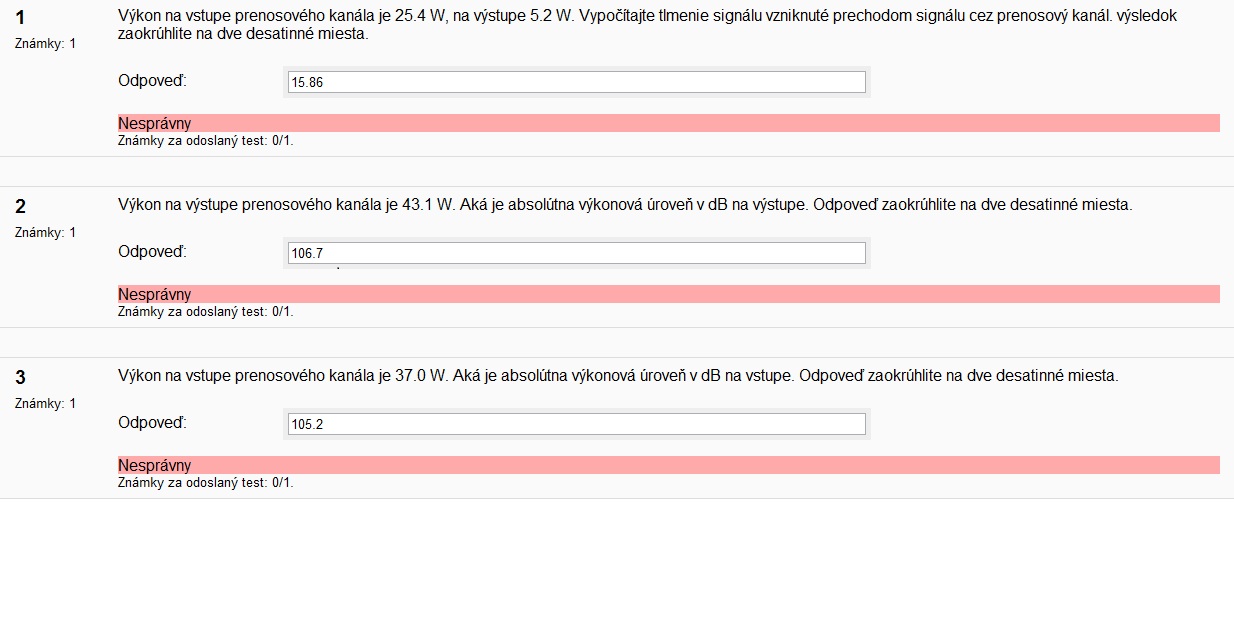 1
Výkon na vstupe prenosového kanála je 25.4 W, na výstupe 5.2 W. Vypočítajte tlmenie signálu vzniknuté prechodom signálu cez prenosový kanál. výsledok
zaokrúhlite na dve desatinné miesta.
Známky: 1
Odpoveď:
15.86
Nesprávny
Známky za odoslaný test: 0/1.
2
Výkon na výstupe prenosového kanála je 43.1 W. Aká je absolútna výkonová úroveň v dB na výstupe. Odpoveď zaokrúhlite na dve desatinné miesta.
Známky: 1
Odpoveď:
106.7
Nesprávny
Známky za odoslaný test: 0/1.
3
Výkon na vstupe prenosového kanála je 37.0 W. Aká je absolútna výkonová úroveň v dB na vstupe. Odpoveď zaokrúhlite na dve desatinné miesta.
Známky: 1
Odpoveď:
105.2
Nesprávny
Známky za odoslaný test: 0/1.